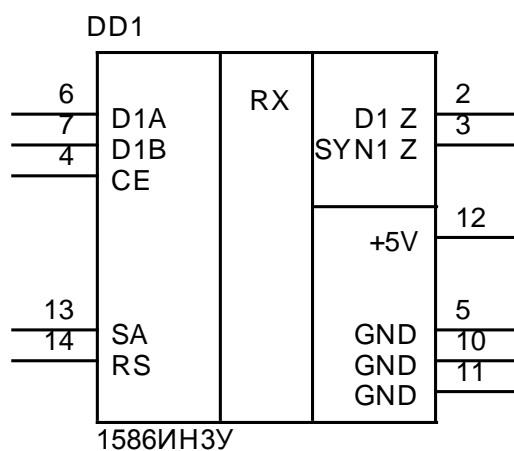 DD1
6 D1A RX D1 Z 2
7 D1B SYN1 Z 3
4 CE
+5V 12
13 SA GND 5
14 RS GND 10
GND 11
1586ИН3У